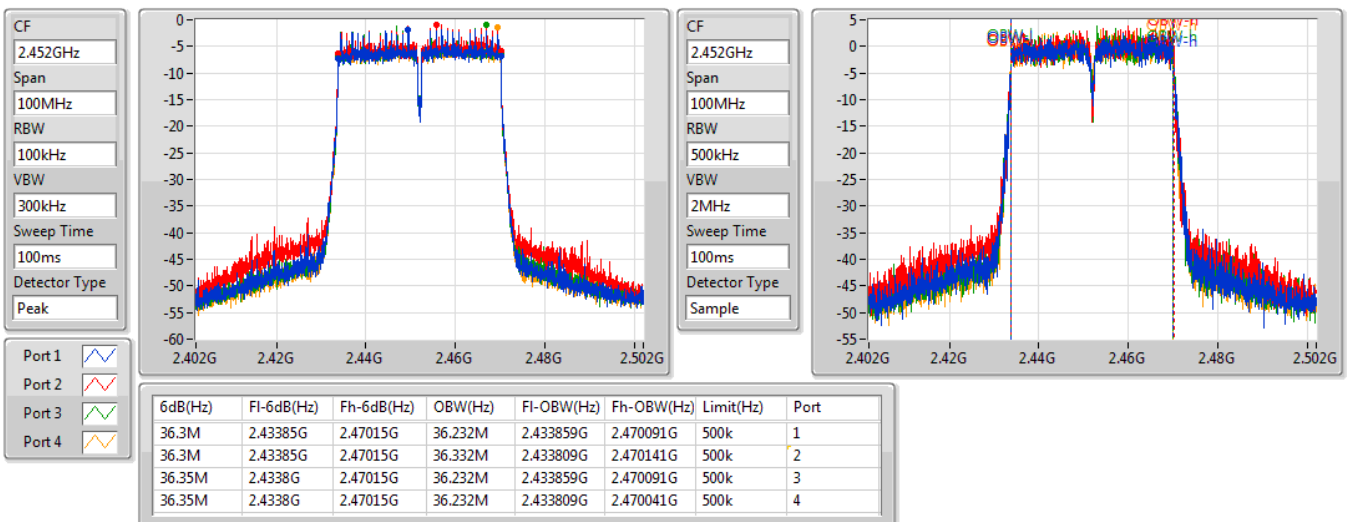 CF
2.452GHz
Span
100MHz
RBW
100kHz
VBW
300kHz
Sweep Time
100ms
Detector Type
Peak
0
-5
-10
-15
-20
-25
-30
-35
-40
-45
-50
-55
-60
2.402G 2.42G 2.44G 2.46G 2.48G 2.502G
CF
2.452GHz
Span
100MHz
RBW
500kHz
VBW
2MHz
Sweep Time
100ms
Detector Type
Sample
5
0
-5
-10
-15
-20
-25
-30
-35
-40
-45
-50
-55
2.402G 2.42G 2.44G 2.46G 2.48G 2.502G
Port 1
Port 2
Port 3
Port 4
6dB(Hz) Fl-6dB(Hz) Fh-6dB(Hz) OBW(Hz) Fl-OBW(Hz) Fh-OBW(Hz) Limit(Hz) Port
36.3M 2.43385G 2.47015G 36.232M 2.433859G 2.470091G 500k 1
36.3M 2.43385G 2.47015G 36.332M 2.433809G 2.470141G 500k 2
36.35M 2.4338G 2.47015G 36.232M 2.433859G 2.470091G 500k 3
36.35M 2.4338G 2.47015G 36.232M 2.433809G 2.470041G 500k 4